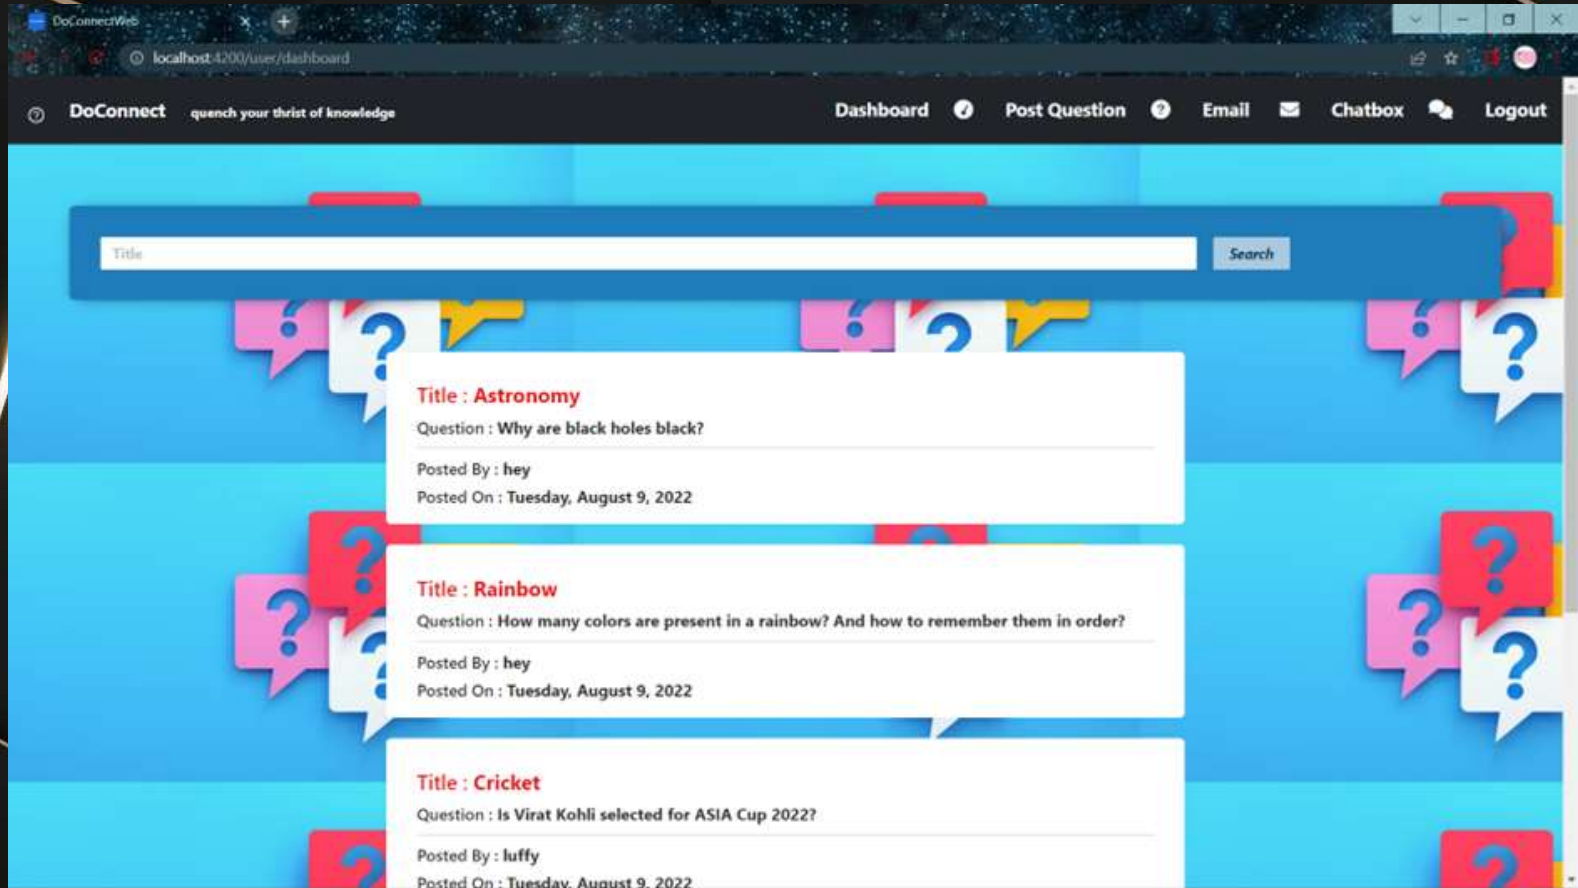 DoConnectWeb
localhost:4200/user/dashboard
DoConnect quench your thrist of knowledge Dashboard Post Question Email Chatbox Logout
Title Search
Title : Astronomy
Question : Why are black holes black?
Posted By : hey
Posted On : Tuesday, August 9, 2022
Title : Rainbow
Question : How many colors are present in a rainbow? And how to remember them in order?
Posted By : hey
Posted On : Tuesday, August 9, 2022
Title : Cricket
Question : Is Virat Kohli selected for ASIA Cup 2022?
Posted By : luffy
Posted On : Tuesday, August 9, 2022